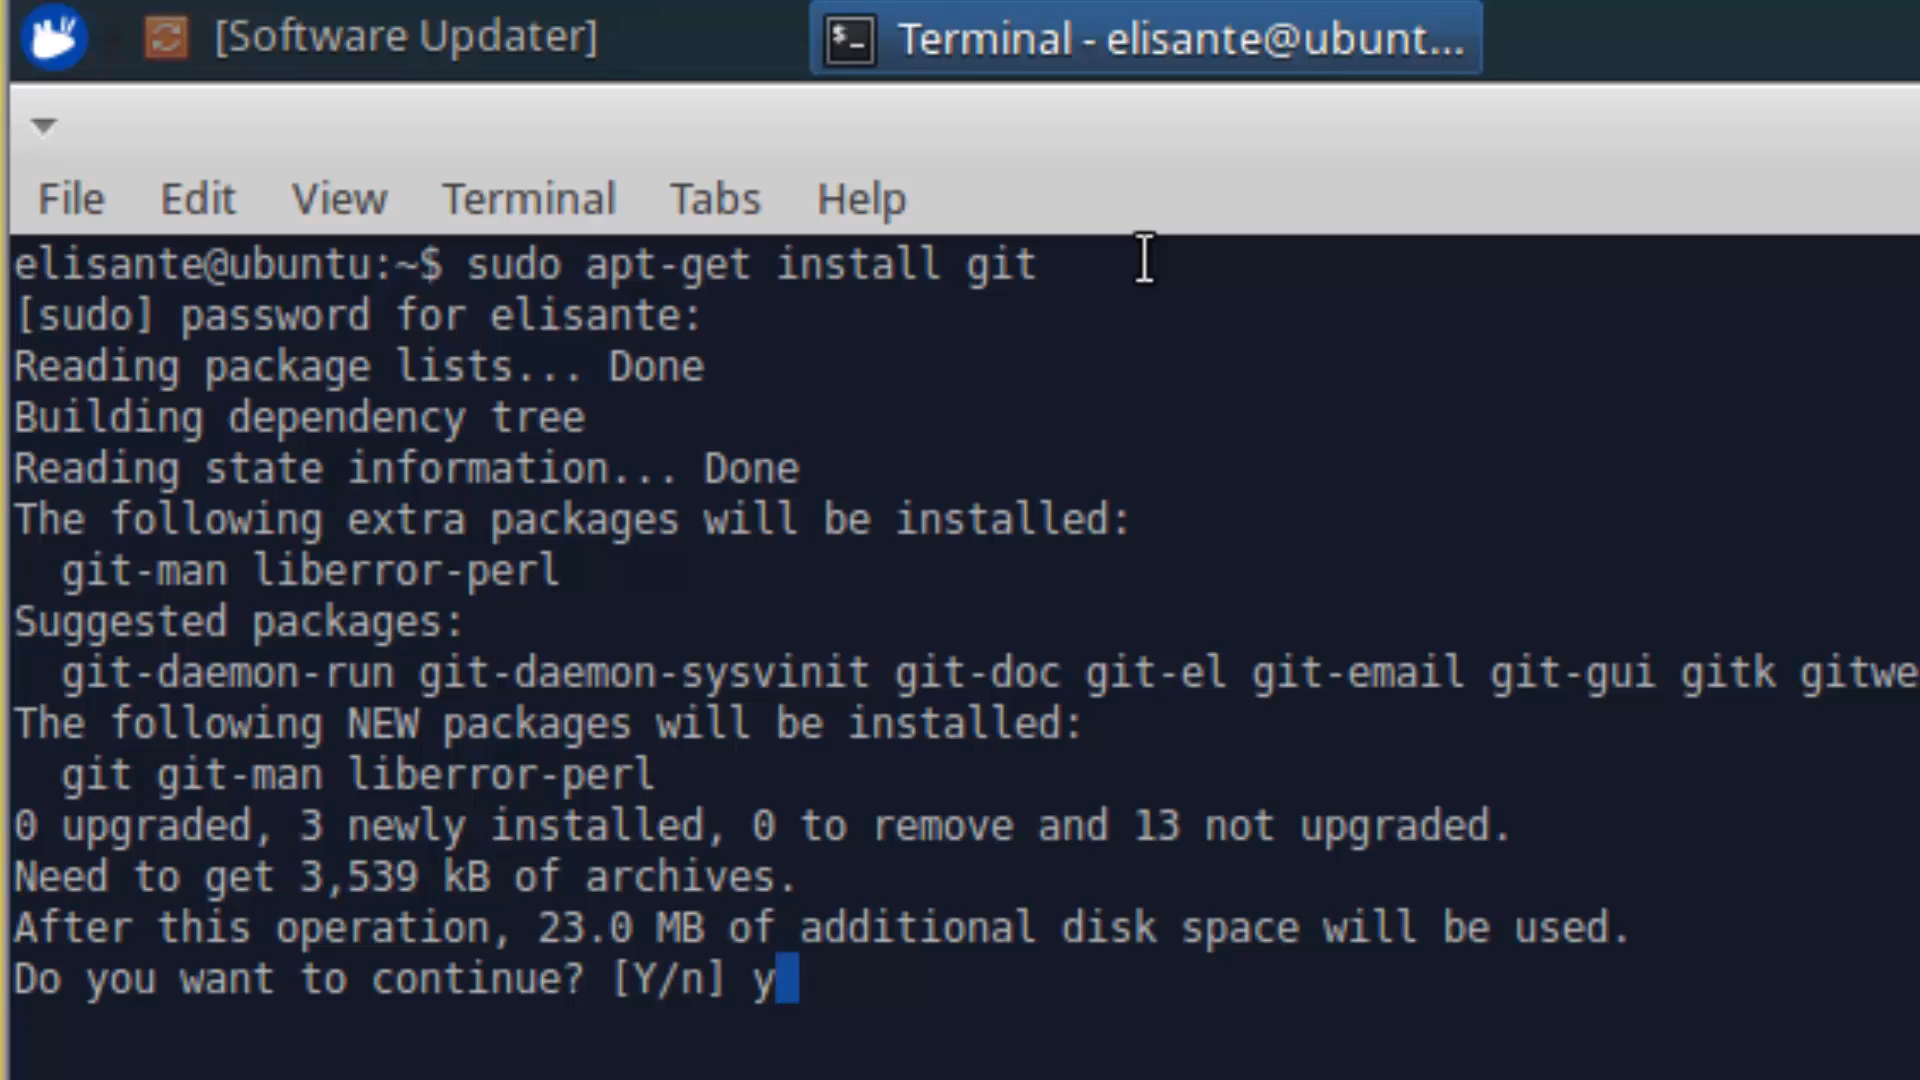 [Software Updater]
Terminal - elisante@ubunt...
File Edit View Terminal Tabs Help
elisante@ubuntu:~$ sudo apt-get install git
[sudo] password for elisante:
Reading package lists... Done
Building dependency tree
Reading state information... Done
The following extra packages will be installed:
  git-man liberror-perl
Suggested packages:
  git-daemon-run git-daemon-sysvinit git-doc git-el git-email git-gui gitk gitwe
The following NEW packages will be installed:
  git git-man liberror-perl
0 upgraded, 3 newly installed, 0 to remove and 13 not upgraded.
Need to get 3,539 kB of archives.
After this operation, 23.0 MB of additional disk space will be used.
Do you want to continue? [Y/n] y